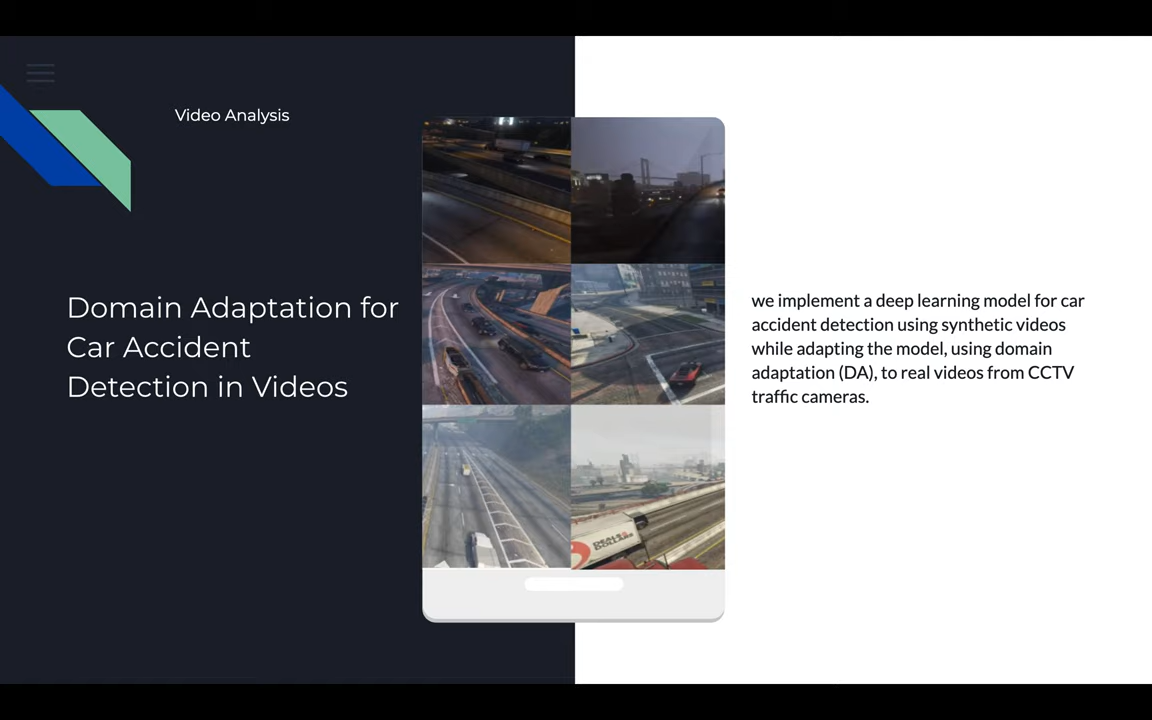 Video Analysis
Domain Adaptation for
Car Accident
Detection in Videos
we implement a deep learning model for car
accident detection using synthetic videos
while adapting the model, using domain
adaptation (DA), to real videos from CCTV
traffic cameras.